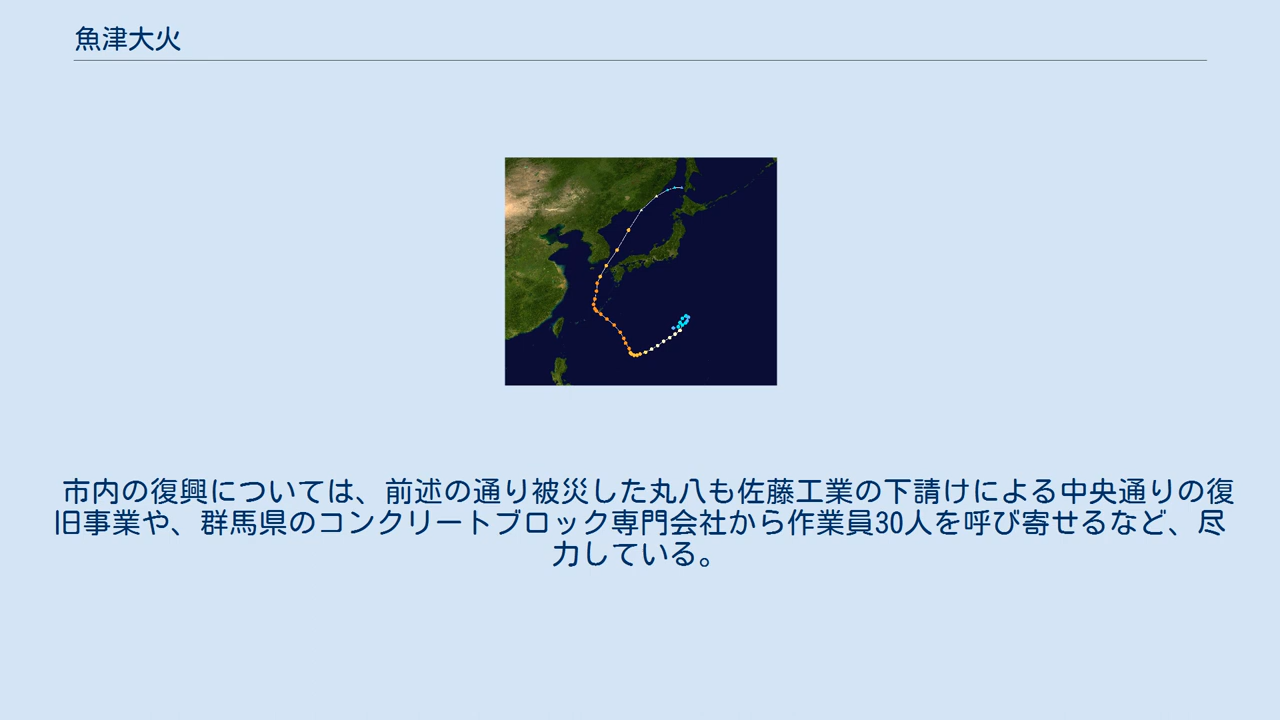 魚津大火
市内の復興については、前述の通り被災した丸八も佐藤工業の下請けによる中央通りの復
旧事業や、群馬県のコンクリートブロック専門会社から作業員30人を呼び寄せるなど、尽
力している。